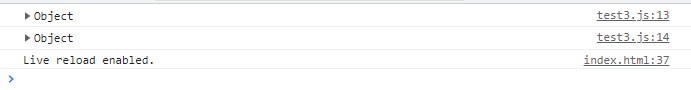 Object test3.js:13
Object test3.js:14
Live reload enabled. index.html:37